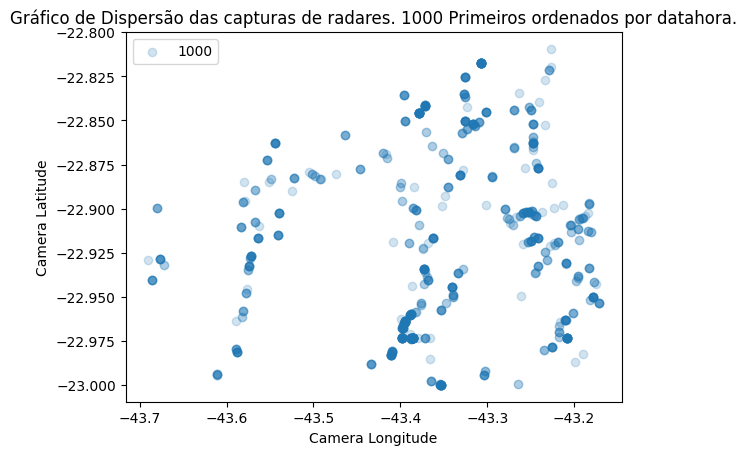 Gráfico de Dispersão das capturas de radares. 1000 Primeiros ordenados por datahora.
1000
−22.800
−22.825
−22.850
−22.875
−22.900
−22.925
−22.950
−22.975
−23.000
Camera Latitude
−43.7 −43.6 −43.5 −43.4 −43.3 −43.2
Camera Longitude